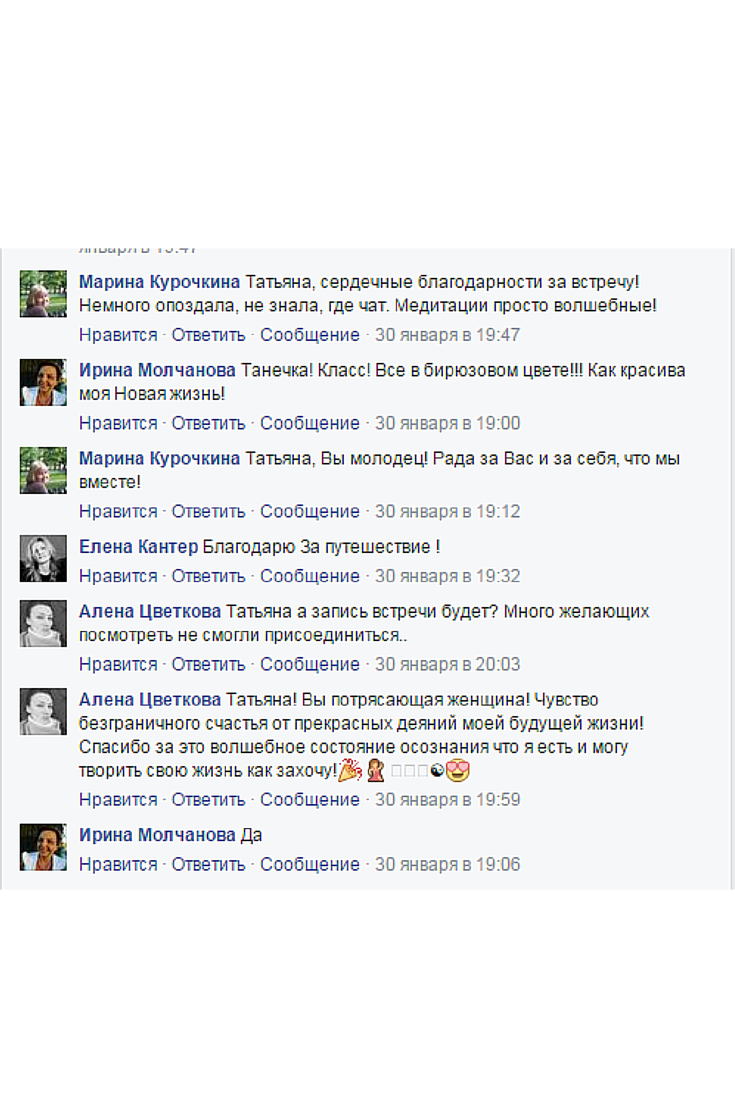 января в 19:47
Марина Курочкина Татьяна, сердечные благодарности за встречу!
Немного опоздала, не знала, где чат. Медитации просто волшебные!
Нравится · Ответить · Сообщение · 30 января в 19:47
Ирина Молчанова Танечка! Класс! Все в бирюзовом цвете!!! Как красива
моя Новая жизнь!
Нравится · Ответить · Сообщение · 30 января в 19:00
Марина Курочкина Татьяна, Вы молодец! Рада за Вас и за себя, что мы
вместе!
Нравится · Ответить · Сообщение · 30 января в 19:12
Елена Кантер Благодарю За путешествие !
Нравится · Ответить · Сообщение · 30 января в 19:32
Алена Цветкова Татьяна а запись встречи будет? Много желающих
посмотреть не смогли присоединиться..
Нравится · Ответить · Сообщение · 30 января в 20:03
Алена Цветкова Татьяна! Вы потрясающая женщина! Чувство
безграничного счастья от прекрасных деяний моей будущей жизни!
Спасибо за это волшебное состояние осознания что я есть и могу
творить свою жизнь как захочу!
Нравится · Ответить · Сообщение · 30 января в 19:59
Ирина Молчанова Да
Нравится · Ответить · Сообщение · 30 января в 19:06